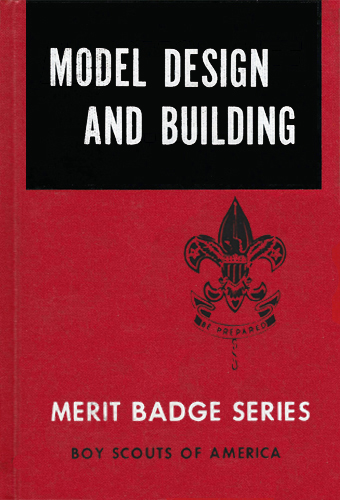 MODEL DESIGN
AND BUILDING
BE PREPARED
MERIT BADGE SERIES
BOY SCOUTS OF AMERICA